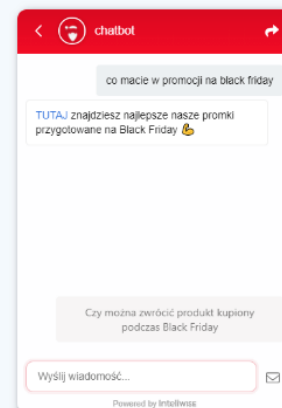 chatbot
co macie w promocji na black friday
TUTAJ znajdziesz najlepsze nasze promki
przygotowane na Black Friday 💪
Czy można zwrócić produkt kupiony
podczas Black Friday
Wyślij wiadomość...
Powered by Inteliwise